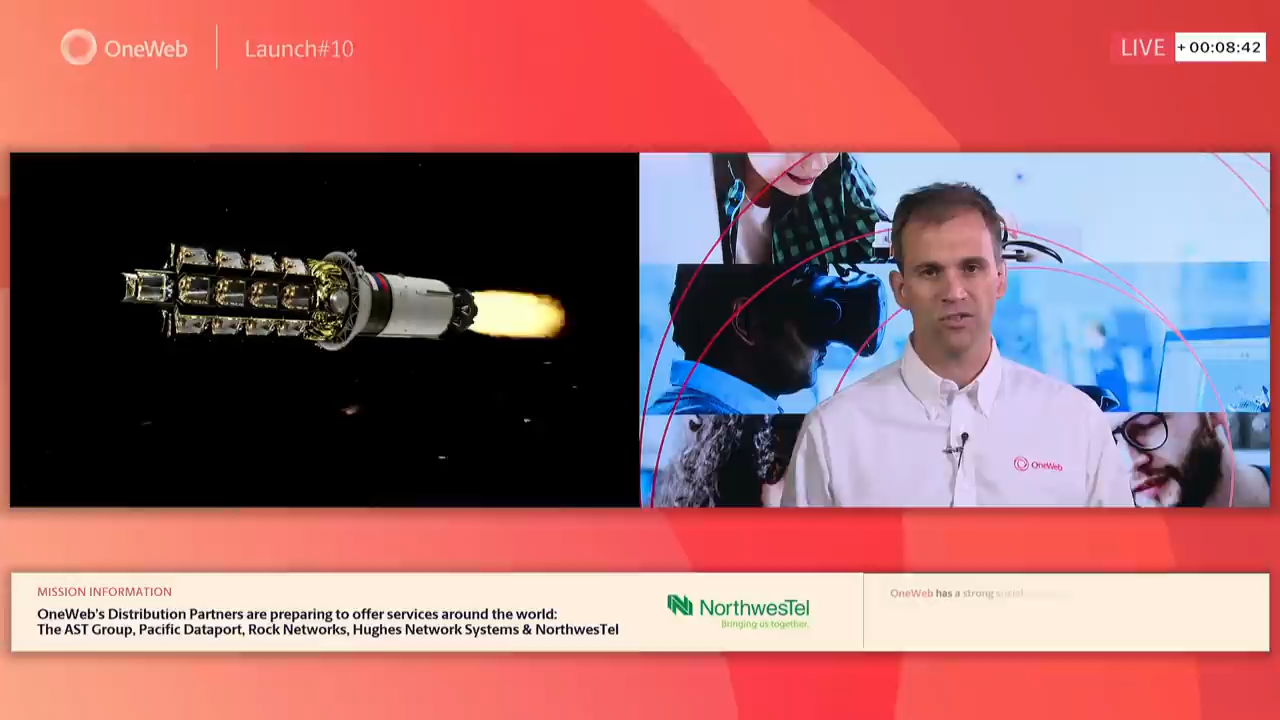 OneWeb
Launch#10
LIVE
+ 00:08:42
OneWeb
MISSION INFORMATION
OneWeb's Distribution Partners are preparing to offer services around the world:
The AST Group, Pacific Dataport, Rock Networks, Hughes Network Systems & NorthwesTel
NorthwesTel
Bringing us together.
OneWeb has a strong social